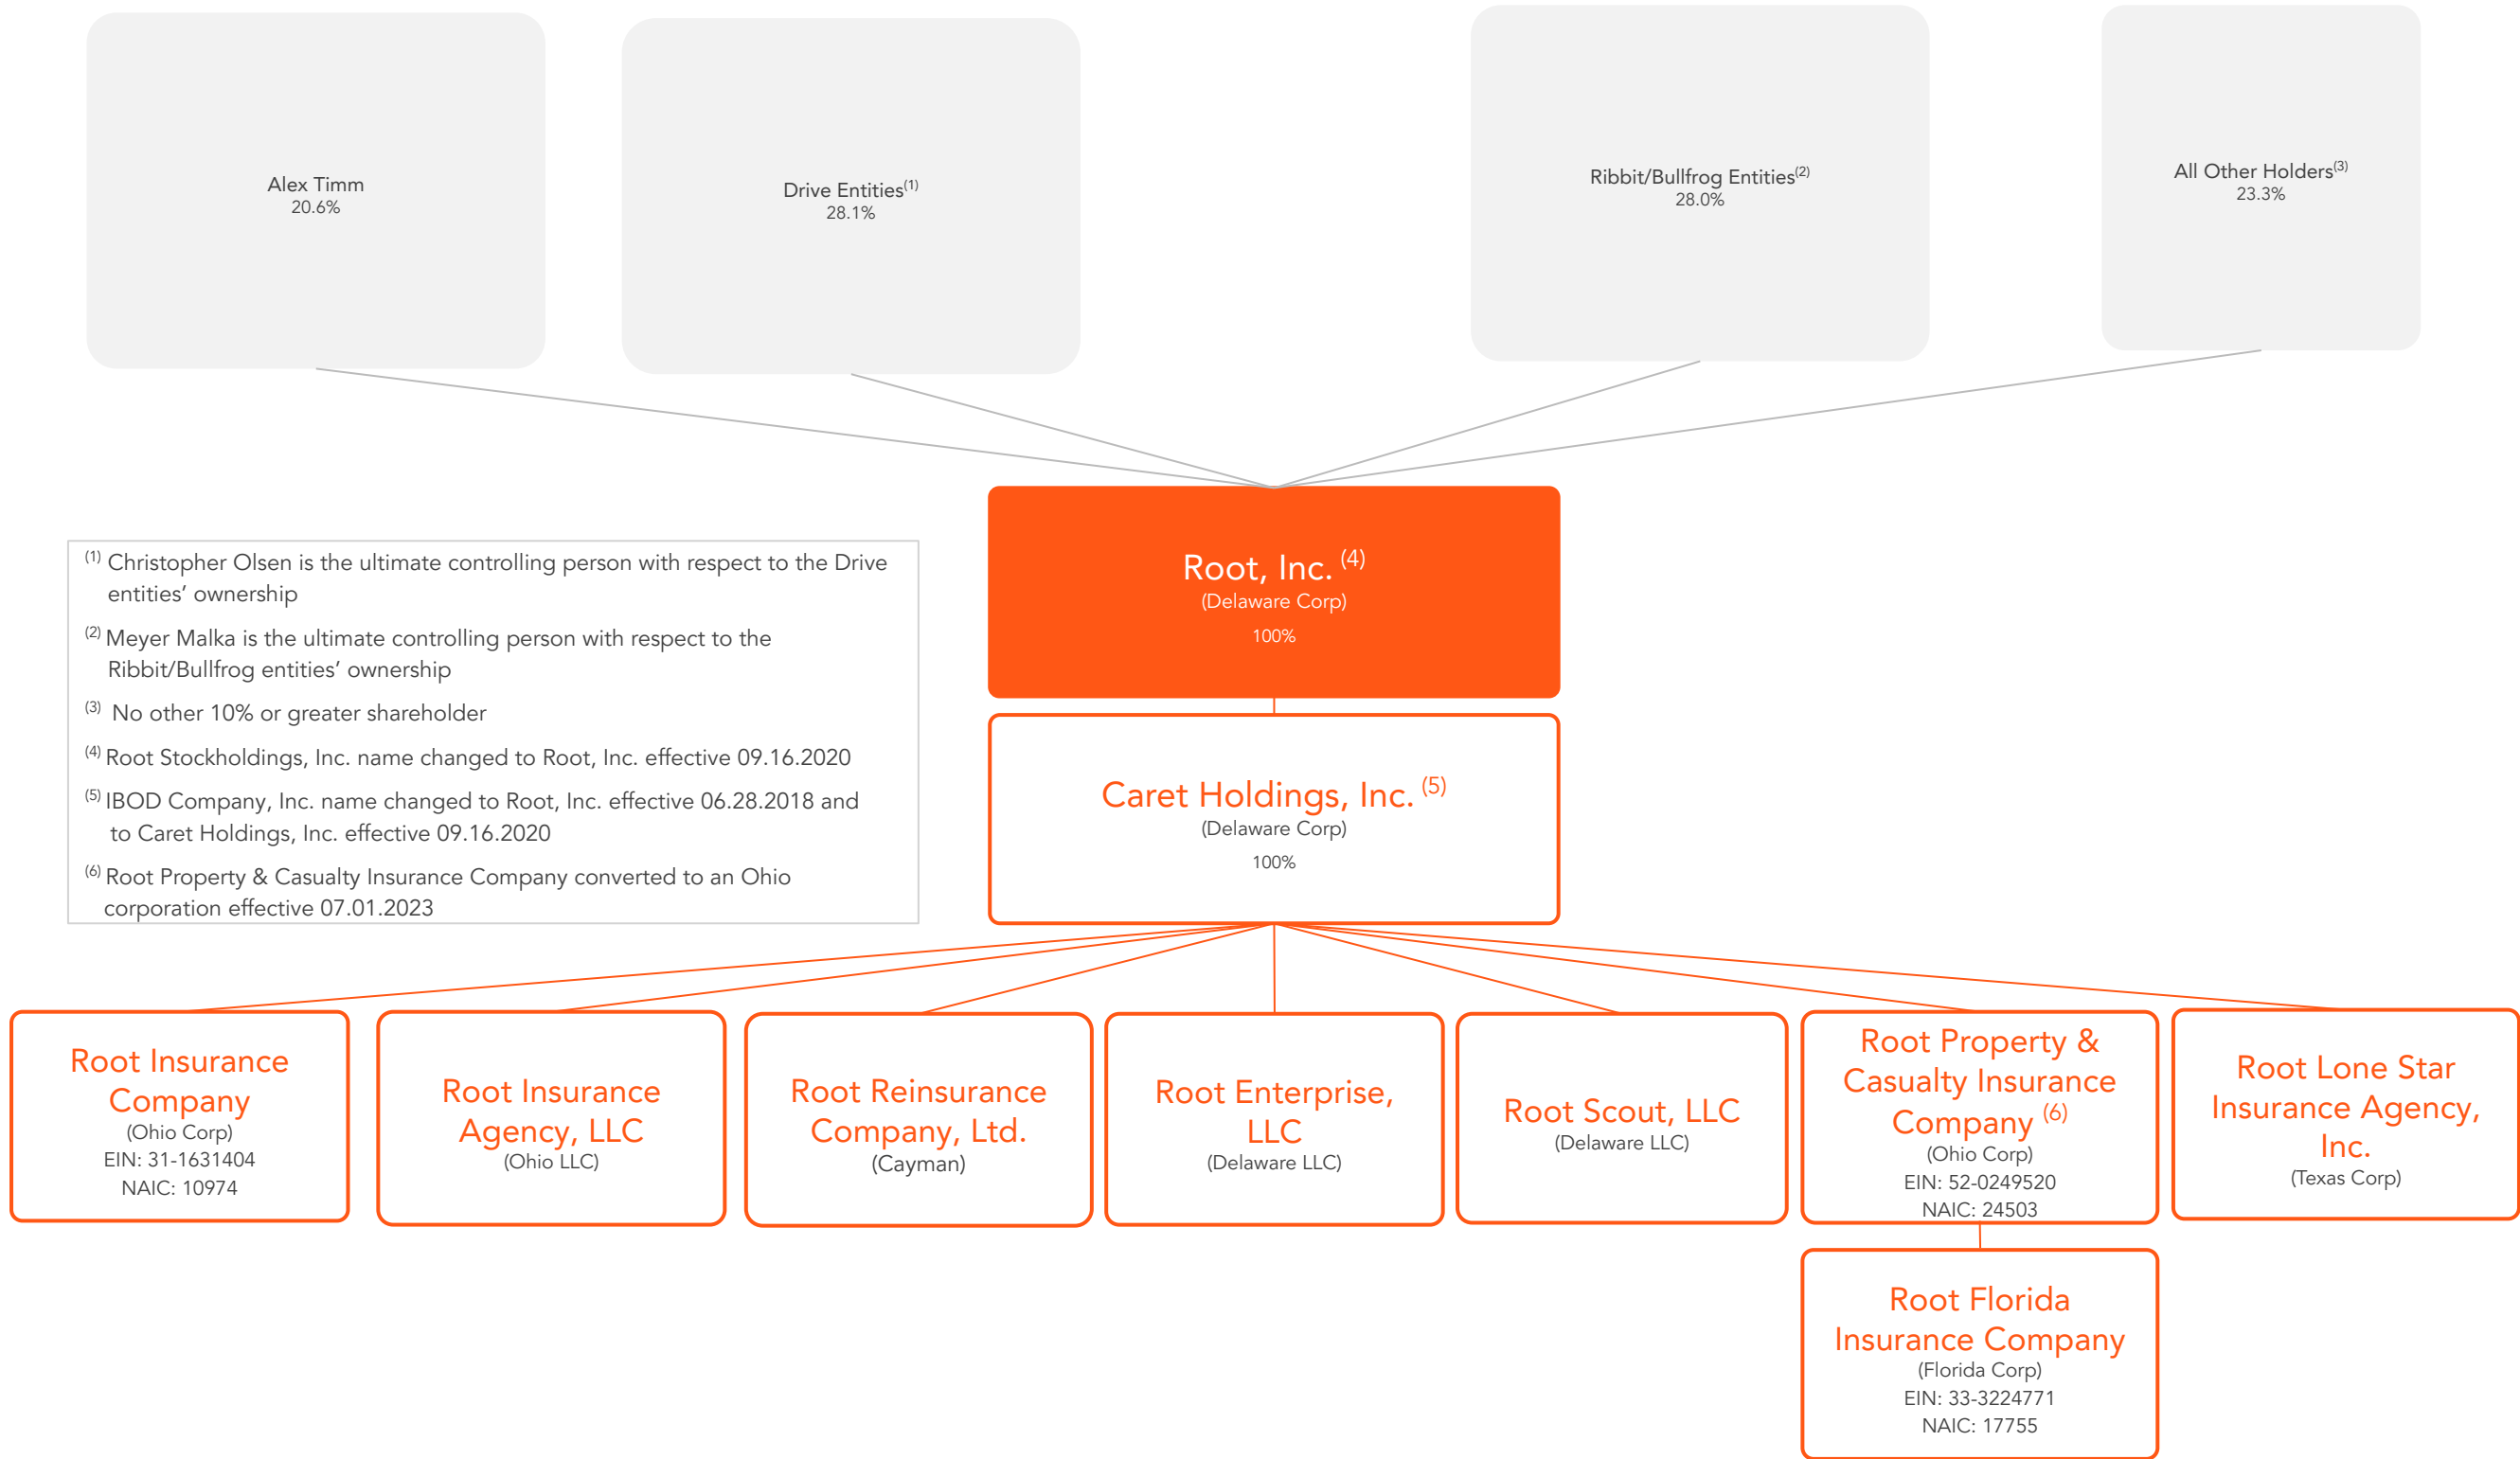 Alex Timm
20.6%
Drive Entities(1)
28.1%
Ribbit/Bullfrog Entities(2)
28.0%
All Other Holders(3)
23.3%
Root, Inc. (4)
(Delaware Corp)
100%
(1) Christopher Olsen is the ultimate controlling person with respect to the Drive
entities’ ownership
(2) Meyer Malka is the ultimate controlling person with respect to the
Ribbit/Bullfrog entities’ ownership
(3) No other 10% or greater shareholder
(4) Root Stockholdings, Inc. name changed to Root, Inc. effective 09.16.2020
(5) IBOD Company, Inc. name changed to Root, Inc. effective 06.28.2018 and
to Caret Holdings, Inc. effective 09.16.2020
(6) Root Property & Casualty Insurance Company converted to an Ohio
corporation effective 07.01.2023
Caret Holdings, Inc. (5)
(Delaware Corp)
100%
Root Insurance
Company
(Ohio Corp)
EIN: 31-1631404
NAIC: 10974
Root Insurance
Agency, LLC
(Ohio LLC)
Root Reinsurance
Company, Ltd.
(Cayman)
Root Enterprise,
LLC
(Delaware LLC)
Root Scout, LLC
(Delaware LLC)
Root Property &
Casualty Insurance
Company (6)
(Ohio Corp)
EIN: 52-0249520
NAIC: 24503
Root Lone Star
Insurance Agency,
Inc.
(Texas Corp)
Root Florida
Insurance Company
(Florida Corp)
EIN: 33-3224771
NAIC: 17755